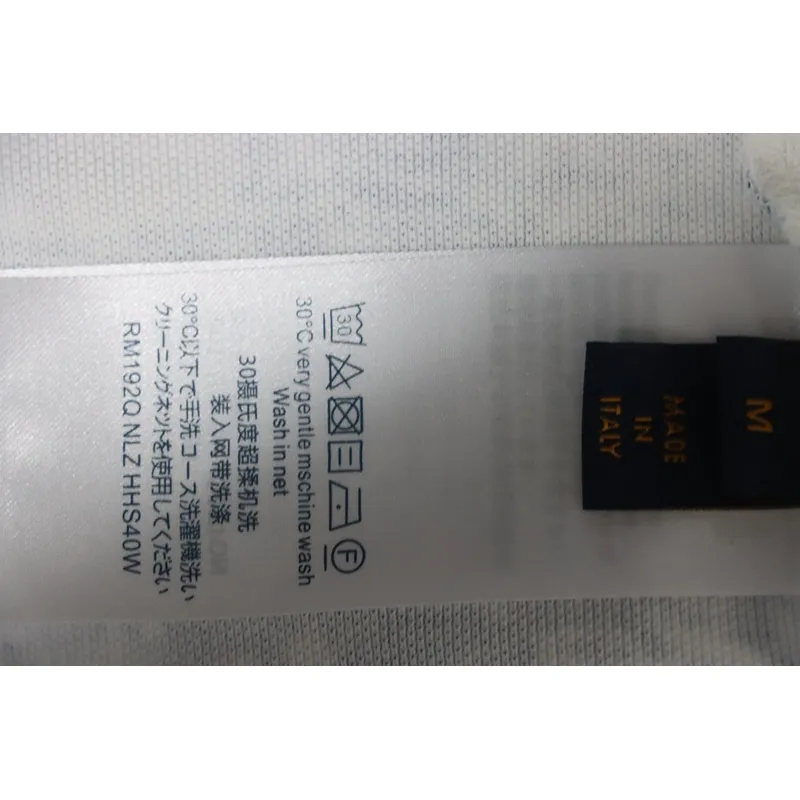 M
MADE
IN
ITALY
30
F
30°C very gentle mschine wash
Wash in net
30摄氏度超揉机洗
装入网带洗涤
30°C以下で手洗コース洗濯機洗い
クリーニングネットを使用してください
RM192Q NLZ HHS40W